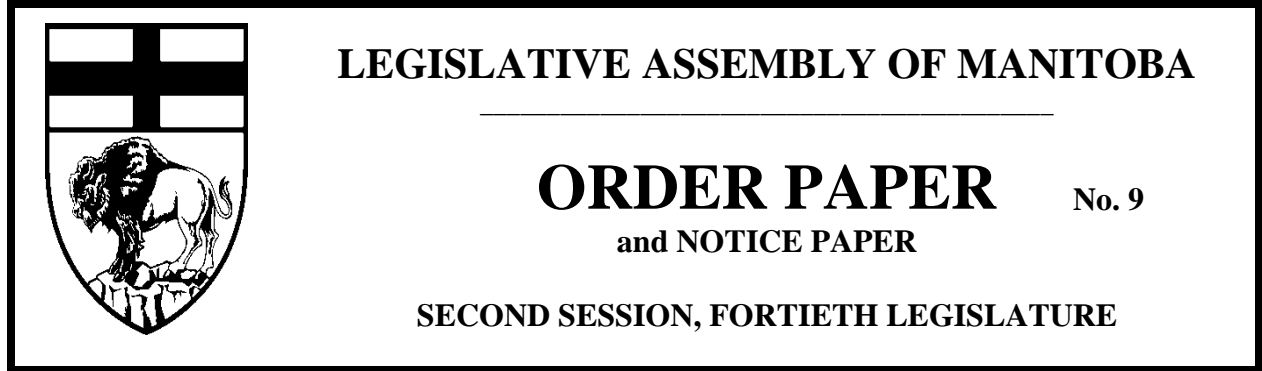 LEGISLATIVE ASSEMBLY OF MANITOBA
ORDER PAPER No. 9
and NOTICE PAPER
SECOND SESSION, FORTIETH LEGISLATURE